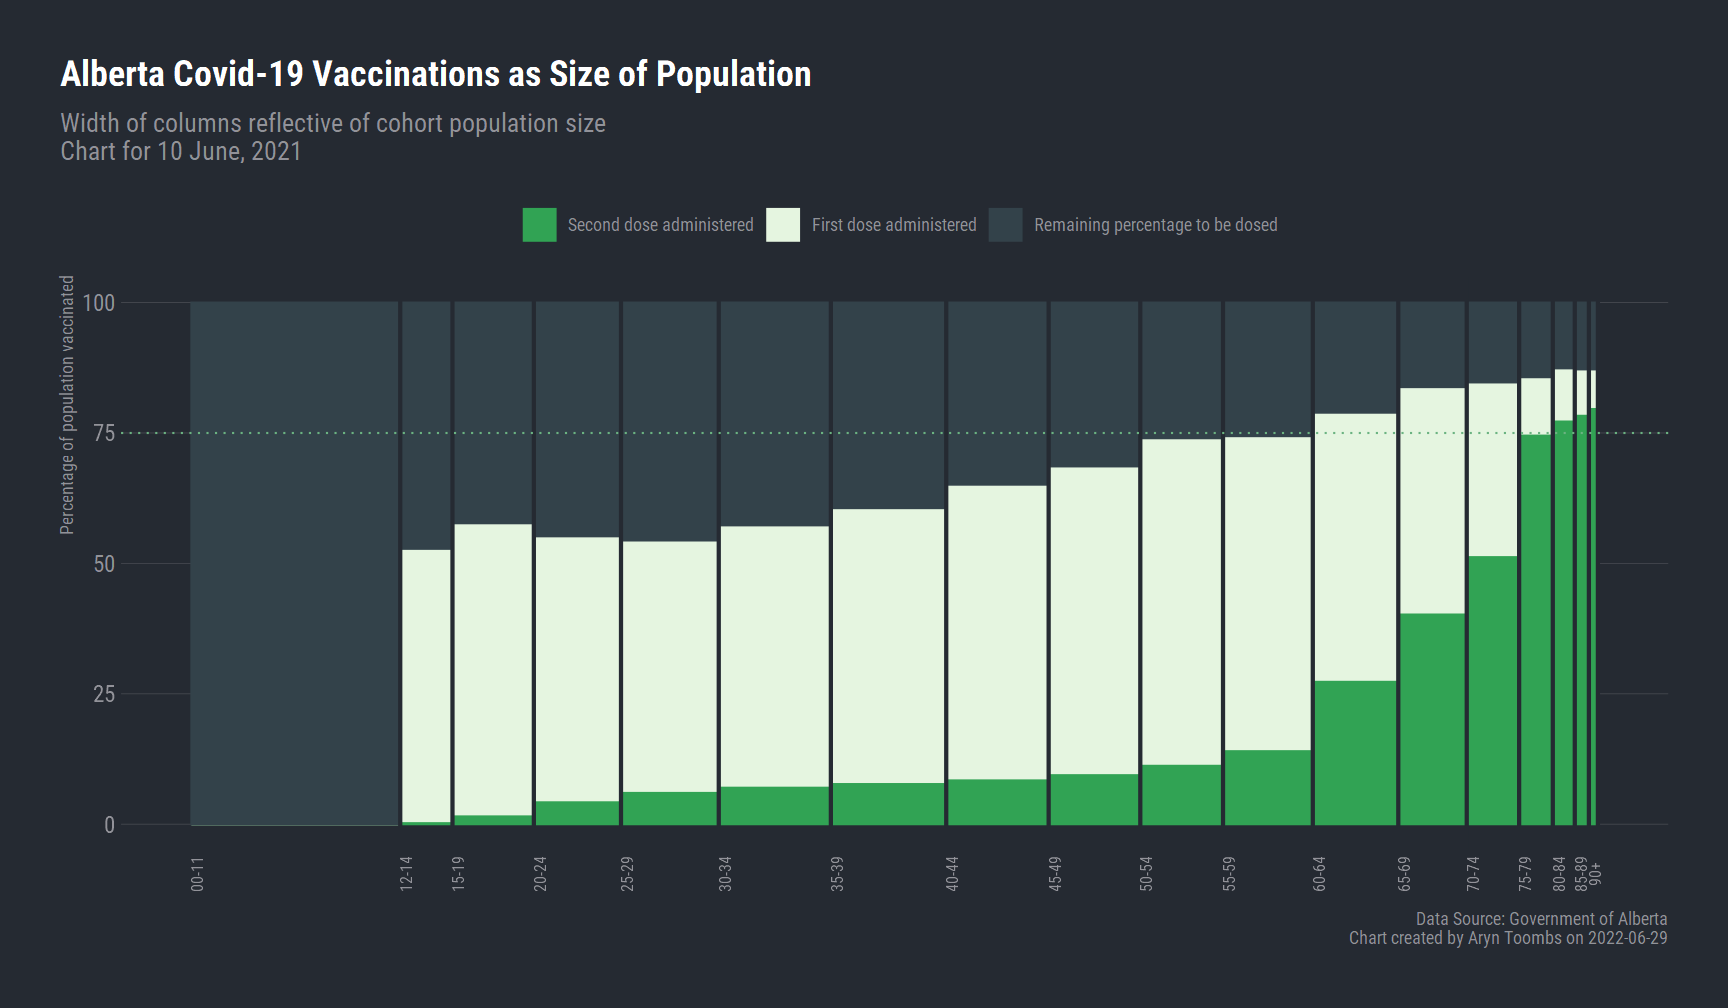 Alberta Covid-19 Vaccinations as Size of Population
Width of columns reflective of cohort population size
Chart for 10 June, 2021
Second dose administered
First dose administered
Remaining percentage to be dosed
Percentage of population vaccinated
100
75
50
25
0
00-11
12-14
15-19
20-24
25-29
30-34
35-39
40-44
45-49
50-54
55-59
60-64
65-69
70-74
75-79
80-84
85-89
90+
Data Source: Government of Alberta
Chart created by Aryn Toombs on 2022-06-29